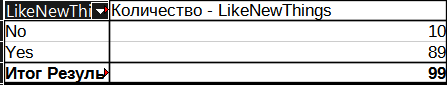 LikeNewThi Количество - LikeNewThings
No 10
Yes 89
Итог Резуль 99